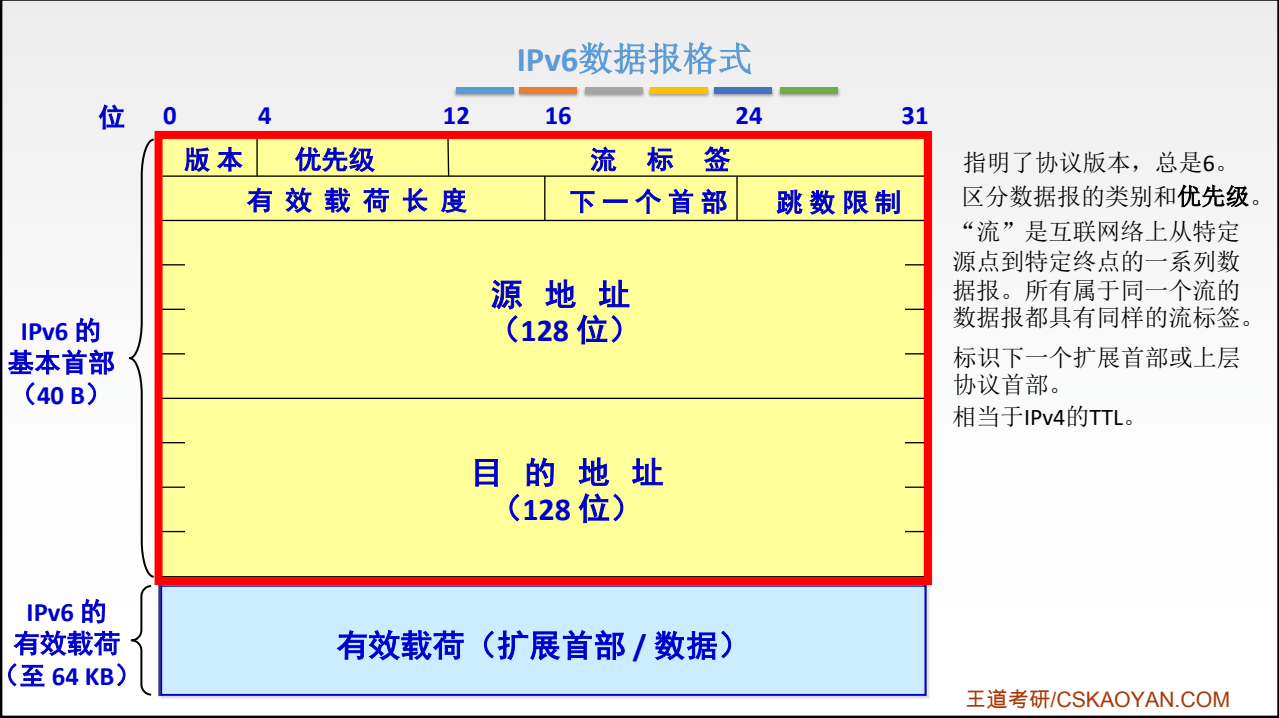 IPv6数据报格式
位 0 4 12 16 24 31
版本 优先级 流标签
有效载荷长度 下一个首部 跳数限制
源地址
（128 位）
目的地址
（128 位）
IPv6 的
基本首部
（40 B）
IPv6 的
有效载荷
（至 64 KB）
有效载荷（扩展首部 / 数据）
指明了协议版本，总是6。
区分数据报的类别和优先级。
“流”是互联网络上从特定
源点到特定终点的一系列数
据报。所有属于同一个流的
数据报都具有同样的流标签。
标识下一个扩展首部或上层
协议首部。
相当于IPv4的TTL。
王道考研/CSKAOYAN.COM